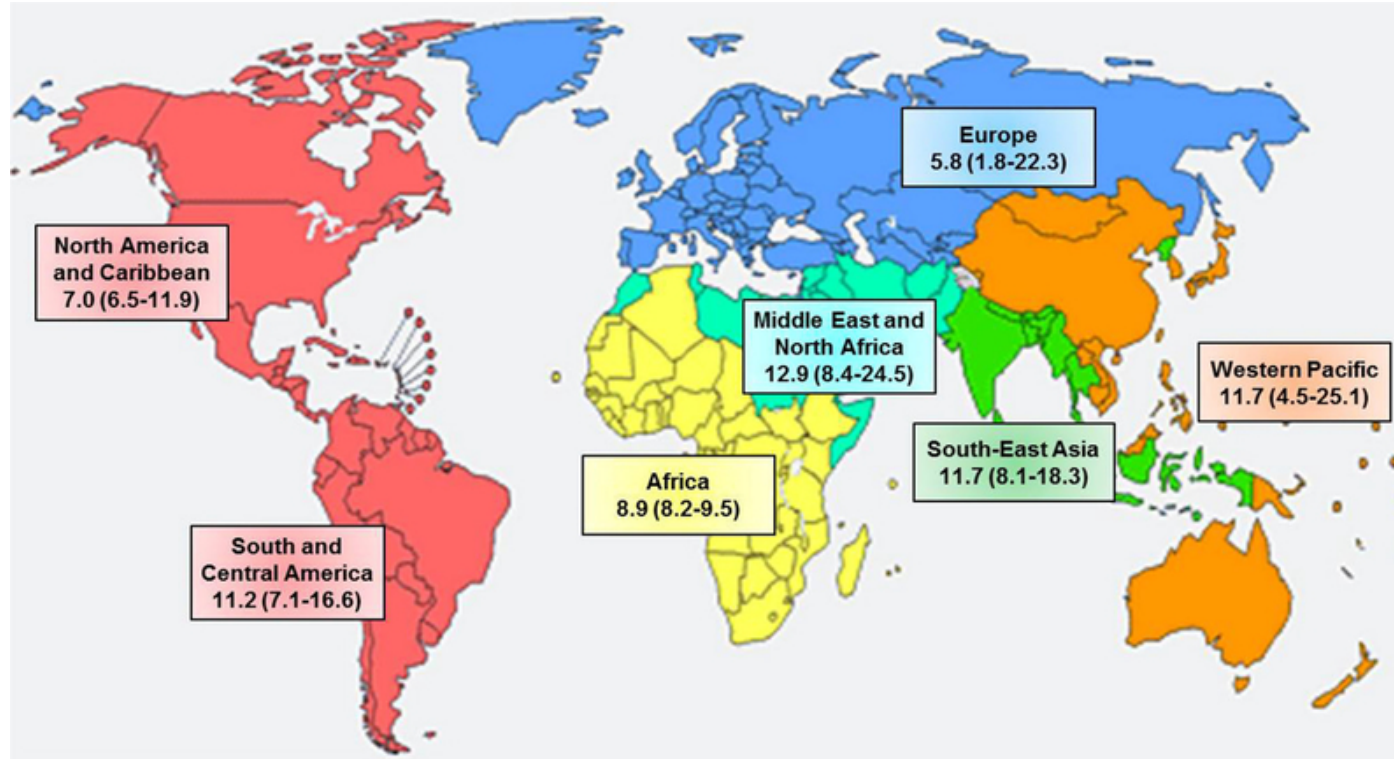 Europe
5.8 (1.8-22.3)
North America
and Caribbean
7.0 (6.5-11.9)
Middle East and
North Africa
12.9 (8.4-24.5)
Western Pacific
11.7 (4.5-25.1)
South-East Asia
11.7 (8.1-18.3)
Africa
8.9 (8.2-9.5)
South and
Central America
11.2 (7.1-16.6)